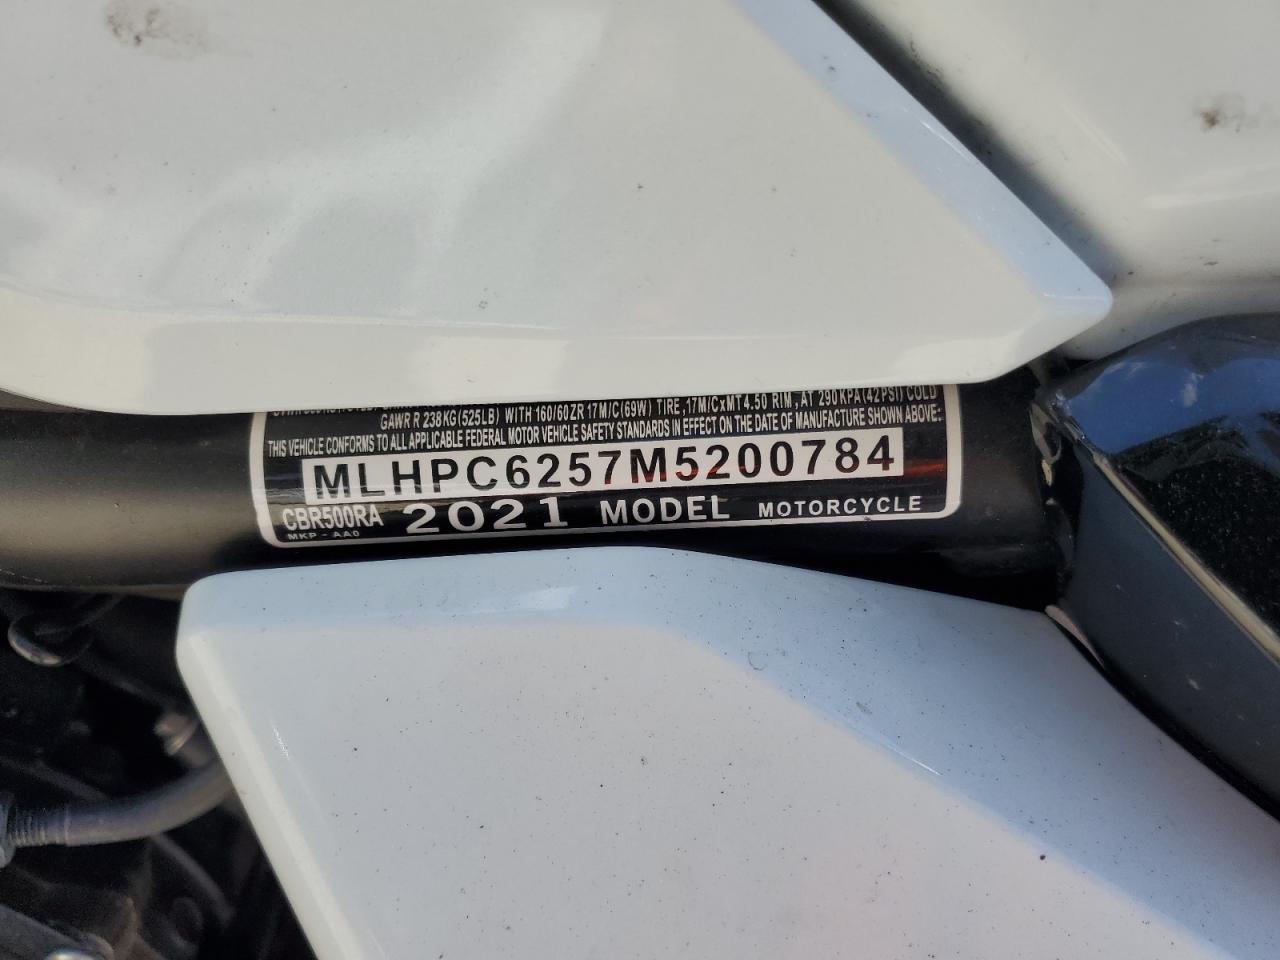 GAWR R 238KG(525LB) WITH 160/60ZR 17M/C(69W) TIRE,17M/CxMT4.50 RIM, AT 290KPA(42PSI) COLD
THIS VEHICLE CONFORMS TO ALL APPLICABLE FEDERAL MOTOR VEHICLE SAFETY STANDARDS IN EFFECT ON THE DATE OF MANUFACTURE SHOWN ABOVE:
MLHPC6257M5200784
CBR500RA 2021 MODEL MOTORCYCLE
MKP - AA0